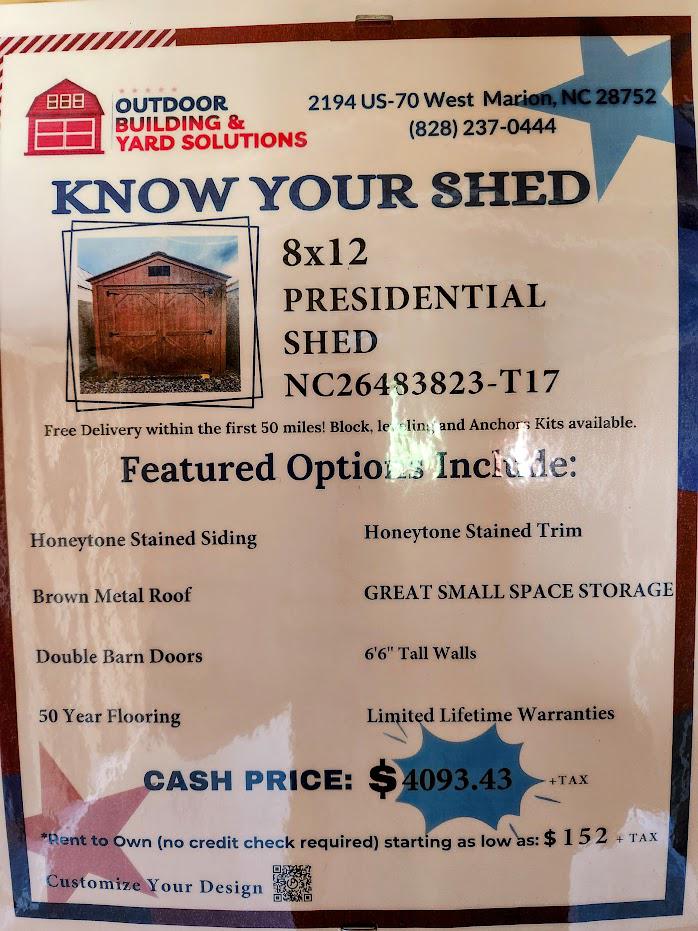 OUTDOOR
BUILDING &
YARD SOLUTIONS
2194 US-70 West Marion, NC 28752
(828) 237-0444
KNOW YOUR SHED
8x12
PRESIDENTIAL
SHED
NC26483823-T17
Free Delivery within the first 50 miles! Block, leveling and Anchors Kits available.
Featured Options Include:
Honeytone Stained Siding
Honeytone Stained Trim
Brown Metal Roof
GREAT SMALL SPACE STORAGE
Double Barn Doors
6'6" Tall Walls
50 Year Flooring
Limited Lifetime Warranties
CASH PRICE: $4093.43 +TAX
*Rent to Own (no credit check required) starting as low as: $152 + TAX
Customize Your Design